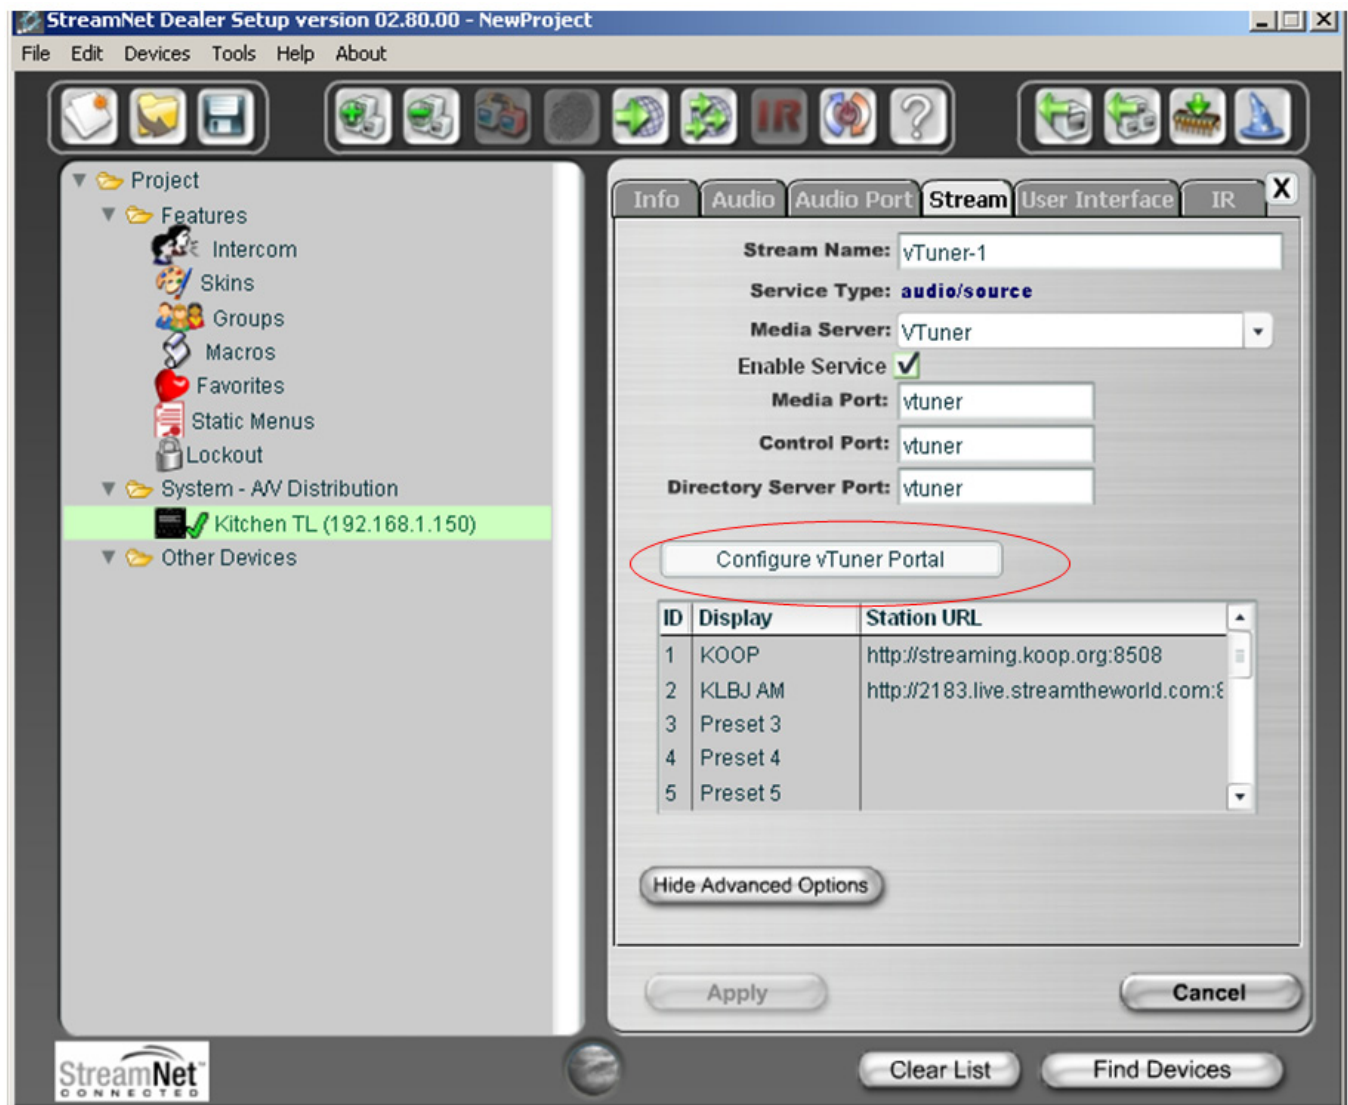 StreamNet Dealer Setup version 02.80.00 - NewProject
File Edit Devices Tools Help About
IR
Project
Features
Intercom
Skins
Groups
Macros
Favorites
Static Menus
Lockout
System - A/V Distribution
Kitchen TL (192.168.1.150)
Other Devices
Info Audio Audio Port Stream User Interface IR X
Stream Name: vTuner-1
Service Type: audio/source
Media Server: VTuner
Enable Service
Media Port: vtuner
Control Port: vtuner
Directory Server Port: vtuner
Configure vTuner Portal
ID Display Station URL
1 KOOP http://streaming.koop.org:8508
2 KLBJ AM http://2183.live.streamtheworld.com:8
3 Preset 3
4 Preset 4
5 Preset 5
Hide Advanced Options
Apply Cancel
StreamNet™
CONNECTED
Clear List Find Devices